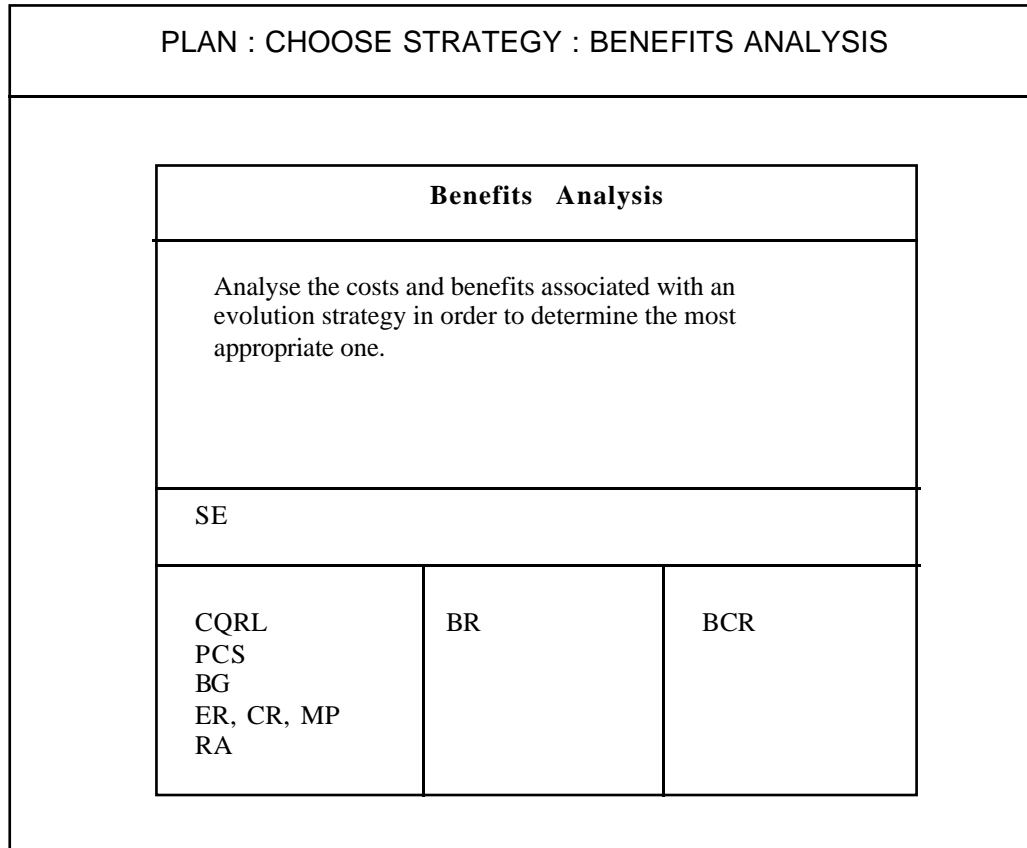 PLAN : CHOOSE STRATEGY : BENEFITS ANALYSIS
Benefits Analysis
Analyse the costs and benefits associated with an
evolution strategy in order to determine the most
appropriate one.
SE
CQRL
PCS
BG
ER, CR, MP
RA
BR
BCR